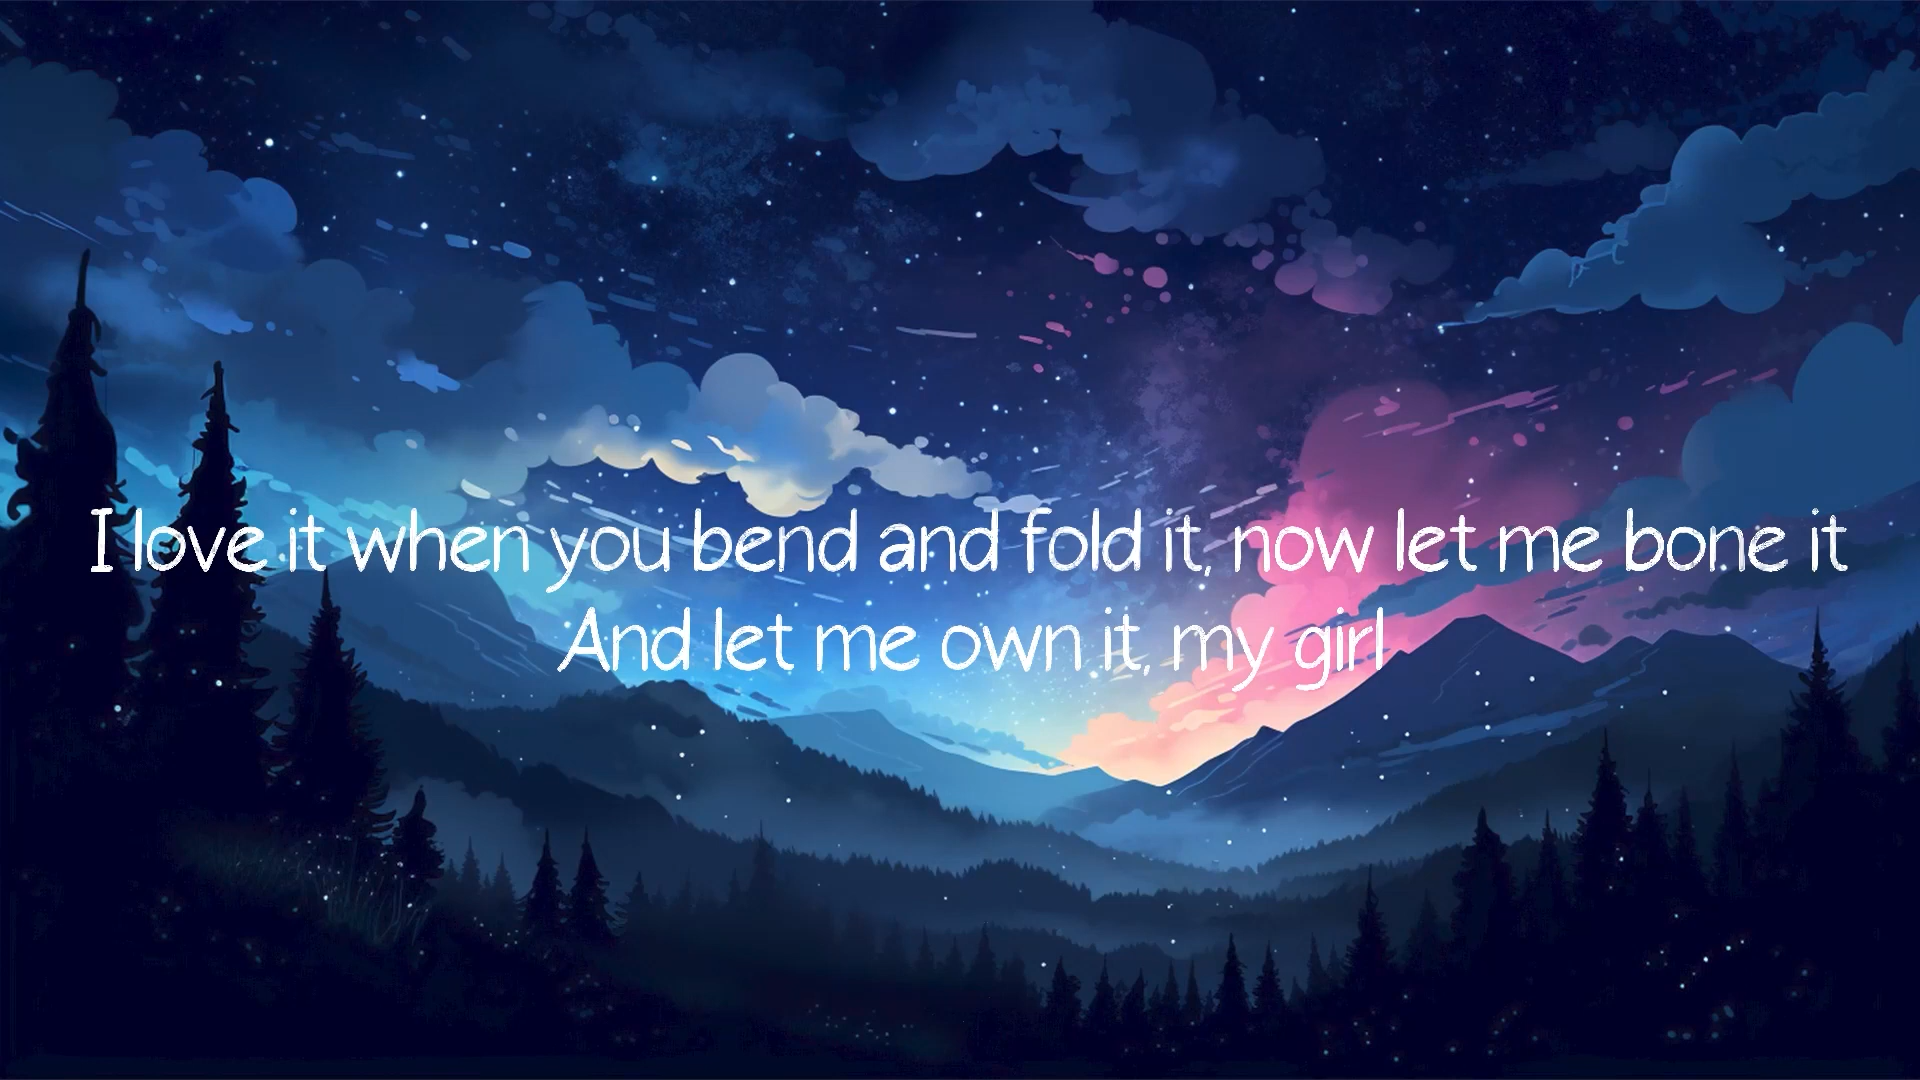 I love it when you bend and fold it, now let me bone it
And let me own it, my girl